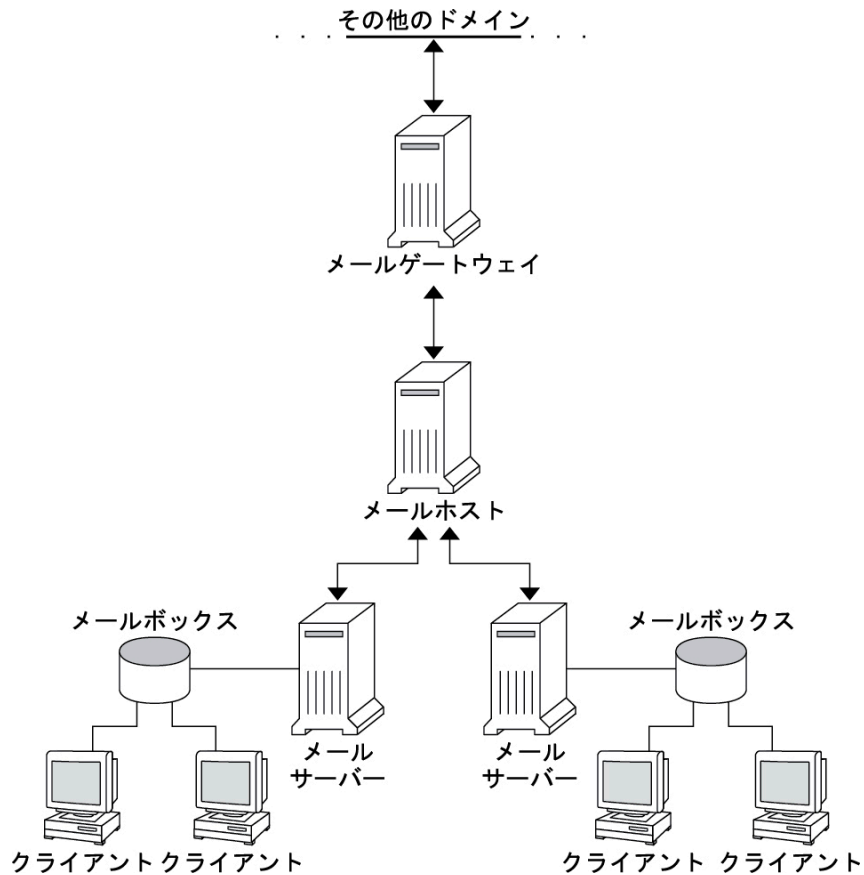 その他のドメイン
メールゲートウェイ
メールホスト
メールボックス
メールボックス
メール
サーバー
メール
サーバー
クライアント
クライアント
クライアント
クライアント